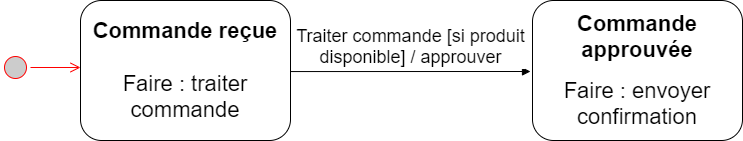 Commande reçue
Faire : traiter
commande
Traiter commande [si produit
disponible] / approuver
Commande
approuvée
Faire : envoyer
confirmation